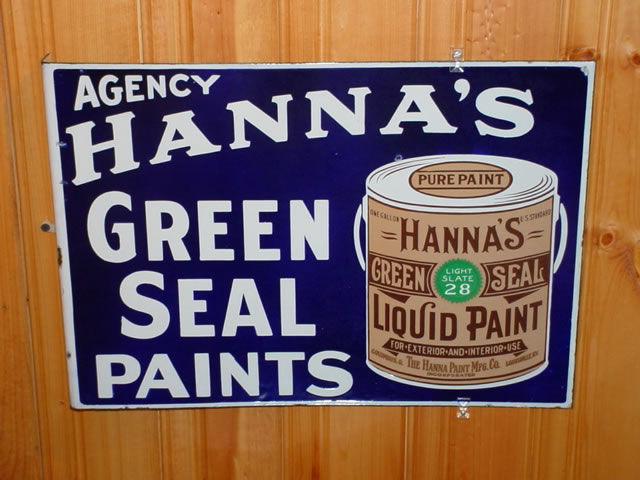 AGENCY
HANNA'S
GREEN
SEAL
PAINTS
PURE PAINT
ONE GALLON U.S. STANDARD
HANNA'S
GREEN SEAL
LIGHT
SLATE
28
LIQUID PAINT
FOR·EXTERIOR·AND·INTERIOR·USE
THE HANNA PAINT MFG. CO.
INCORPORATED